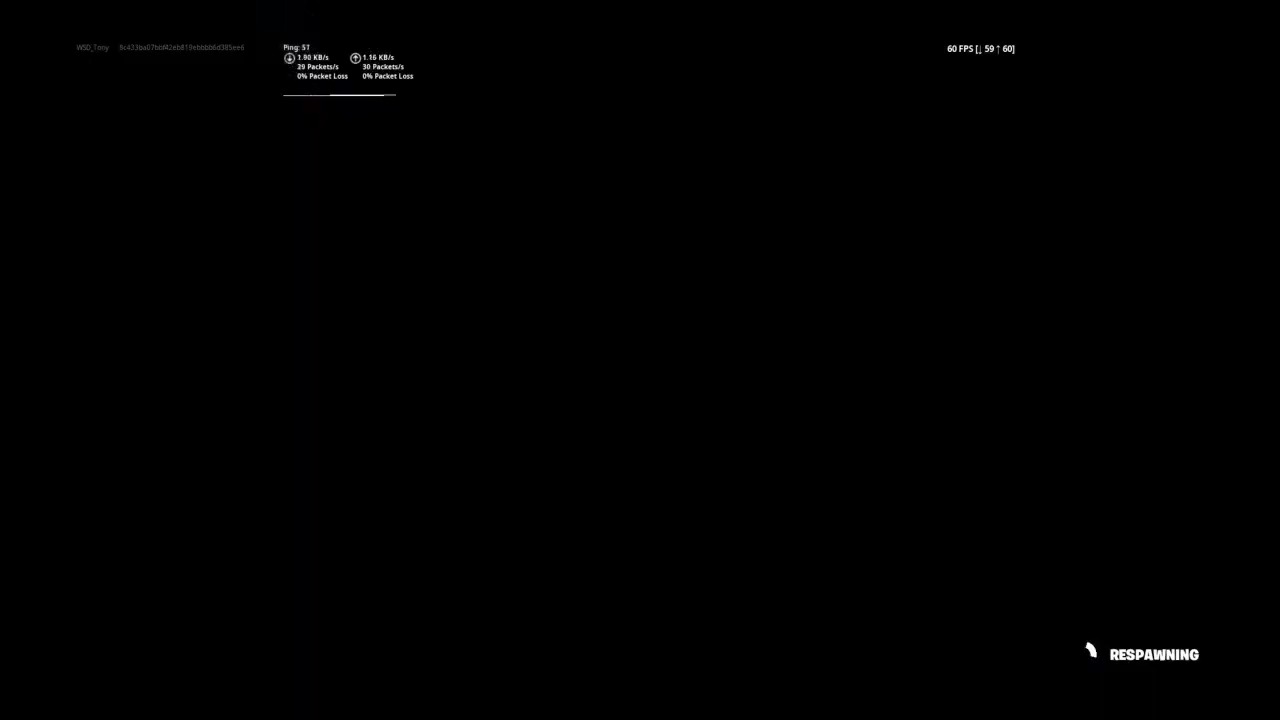 WSD_Tony
Ping: 57
1.90 KB/s 1.16 KB/s
29 Packets/s 30 Packets/s
0% Packet Loss 0% Packet Loss
60 FPS [↓ 59 ↑ 60]
RESPAWNING